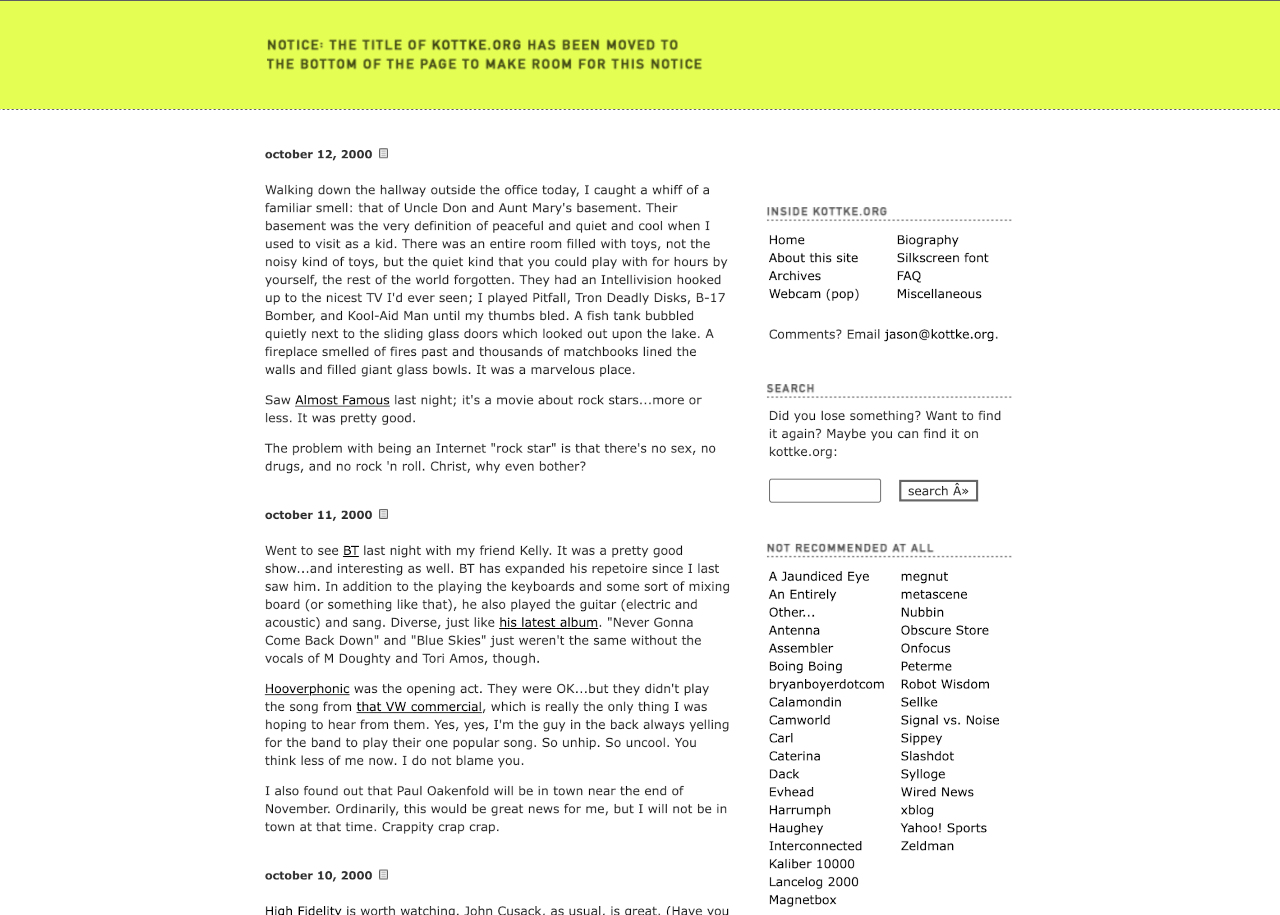 NOTICE: THE TITLE OF KOTTKE.ORG HAS BEEN MOVED TO
THE BOTTOM OF THE PAGE TO MAKE ROOM FOR THIS NOTICE
october 12, 2000
Walking down the hallway outside the office today, I caught a whiff of a
familiar smell: that of Uncle Don and Aunt Mary's basement. Their
basement was the very definition of peaceful and quiet and cool when I
used to visit as a kid. There was an entire room filled with toys, not the
noisy kind of toys, but the quiet kind that you could play with for hours by
yourself, the rest of the world forgotten. They had an Intellivision hooked
up to the nicest TV I'd ever seen; I played Pitfall, Tron Deadly Disks, B-17
Bomber, and Kool-Aid Man until my thumbs bled. A fish tank bubbled
quietly next to the sliding glass doors which looked out upon the lake. A
fireplace smelled of fires past and thousands of matchbooks lined the
walls and filled giant glass bowls. It was a marvelous place.
Saw Almost Famous last night; it's a movie about rock stars...more or
less. It was pretty good.
The problem with being an Internet "rock star" is that there's no sex, no
drugs, and no rock 'n roll. Christ, why even bother?
october 11, 2000
Went to see BT last night with my friend Kelly. It was a pretty good
show...and interesting as well. BT has expanded his repetoire since I last
saw him. In addition to the playing the keyboards and some sort of mixing
board (or something like that), he also played the guitar (electric and
acoustic) and sang. Diverse, just like his latest album. "Never Gonna
Come Back Down" and "Blue Skies" just weren't the same without the
vocals of M Doughty and Tori Amos, though.
Hooverphonic was the opening act. They were OK...but they didn't play
the song from that VW commercial, which is really the only thing I was
hoping to hear from them. Yes, yes, I'm the guy in the back always yelling
for the band to play their one popular song. So unhip. So uncool. You
think less of me now. I do not blame you.
I also found out that Paul Oakenfold will be in town near the end of
November. Ordinarily, this would be great news for me, but I will not be in
town at that time. Crappity crap crap.
october 10, 2000
High Fidelity is worth watching. John Cusack, as usual, is great. (Have you
INSIDE KOTTKE.ORG
Home
About this site
Archives
Webcam (pop)
Biography
Silkscreen font
FAQ
Miscellaneous
Comments? Email jason@kottke.org.
SEARCH
Did you lose something? Want to find
it again? Maybe you can find it on
kottke.org:
search Â»
NOT RECOMMENDED AT ALL
A Jaundiced Eye
An Entirely
Other...
Antenna
Assembler
Boing Boing
bryanboyerdotcom
Calamondin
Camworld
Carl
Caterina
Dack
Evhead
Harrumph
Haughey
Interconnected
Kaliber 10000
Lancelog 2000
Magnetbox
megnut
metascene
Nubbin
Obscure Store
Onfocus
Peterme
Robot Wisdom
Sellke
Signal vs. Noise
Sippey
Slashdot
Sylloge
Wired News
xblog
Yahoo! Sports
Zeldman